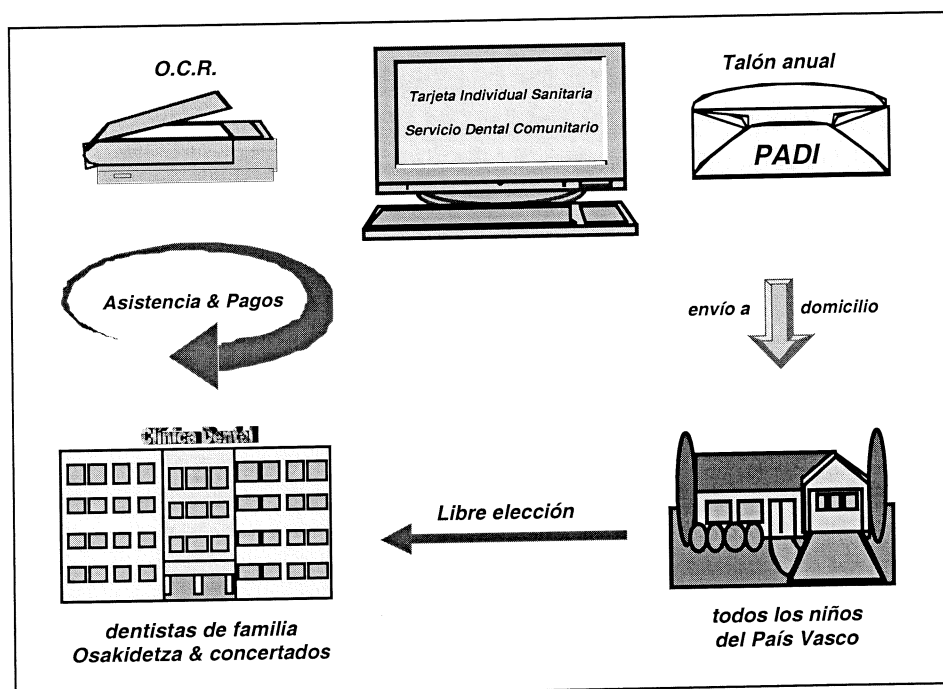 O.C.R.
Tarjeta Individual Sanitaria
Servicio Dental Comunitario
Talón anual
PADI
Asistencia & Pagos
envío a domicilio
Clínica Dental
Libre elección
dentistas de familia
Osakidetza & concertados
todos los niños
del País Vasco